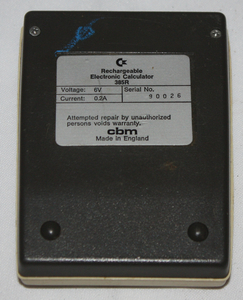 Rechargeable
Electronic Calculator
385R
Voltage: 6V Serial No.
Current: 0.2A 90026
Attempted repair by unauthorized
persons voids warranty.
cbm
Made in England